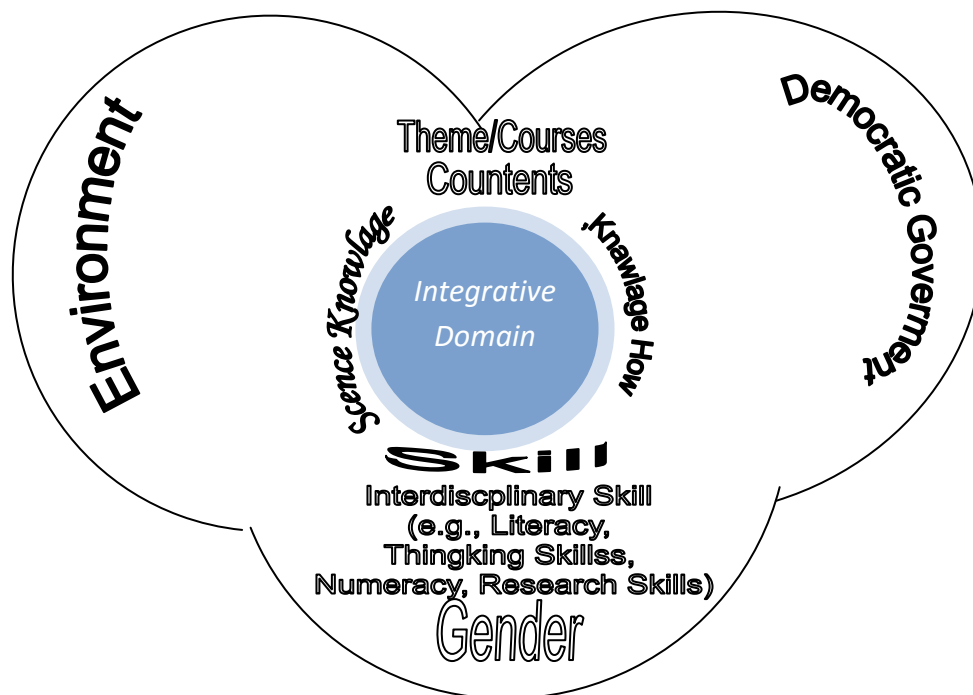 Environment
Democratic Goverment
Theme/Courses
Countents
Scence Knowlage
,Knawlage How
Integrative
Domain
Skill
Interdiscplinary Skill
(e.g., Literacy,
Thingking Skillss,
Numeracy, Research Skills)
Gender